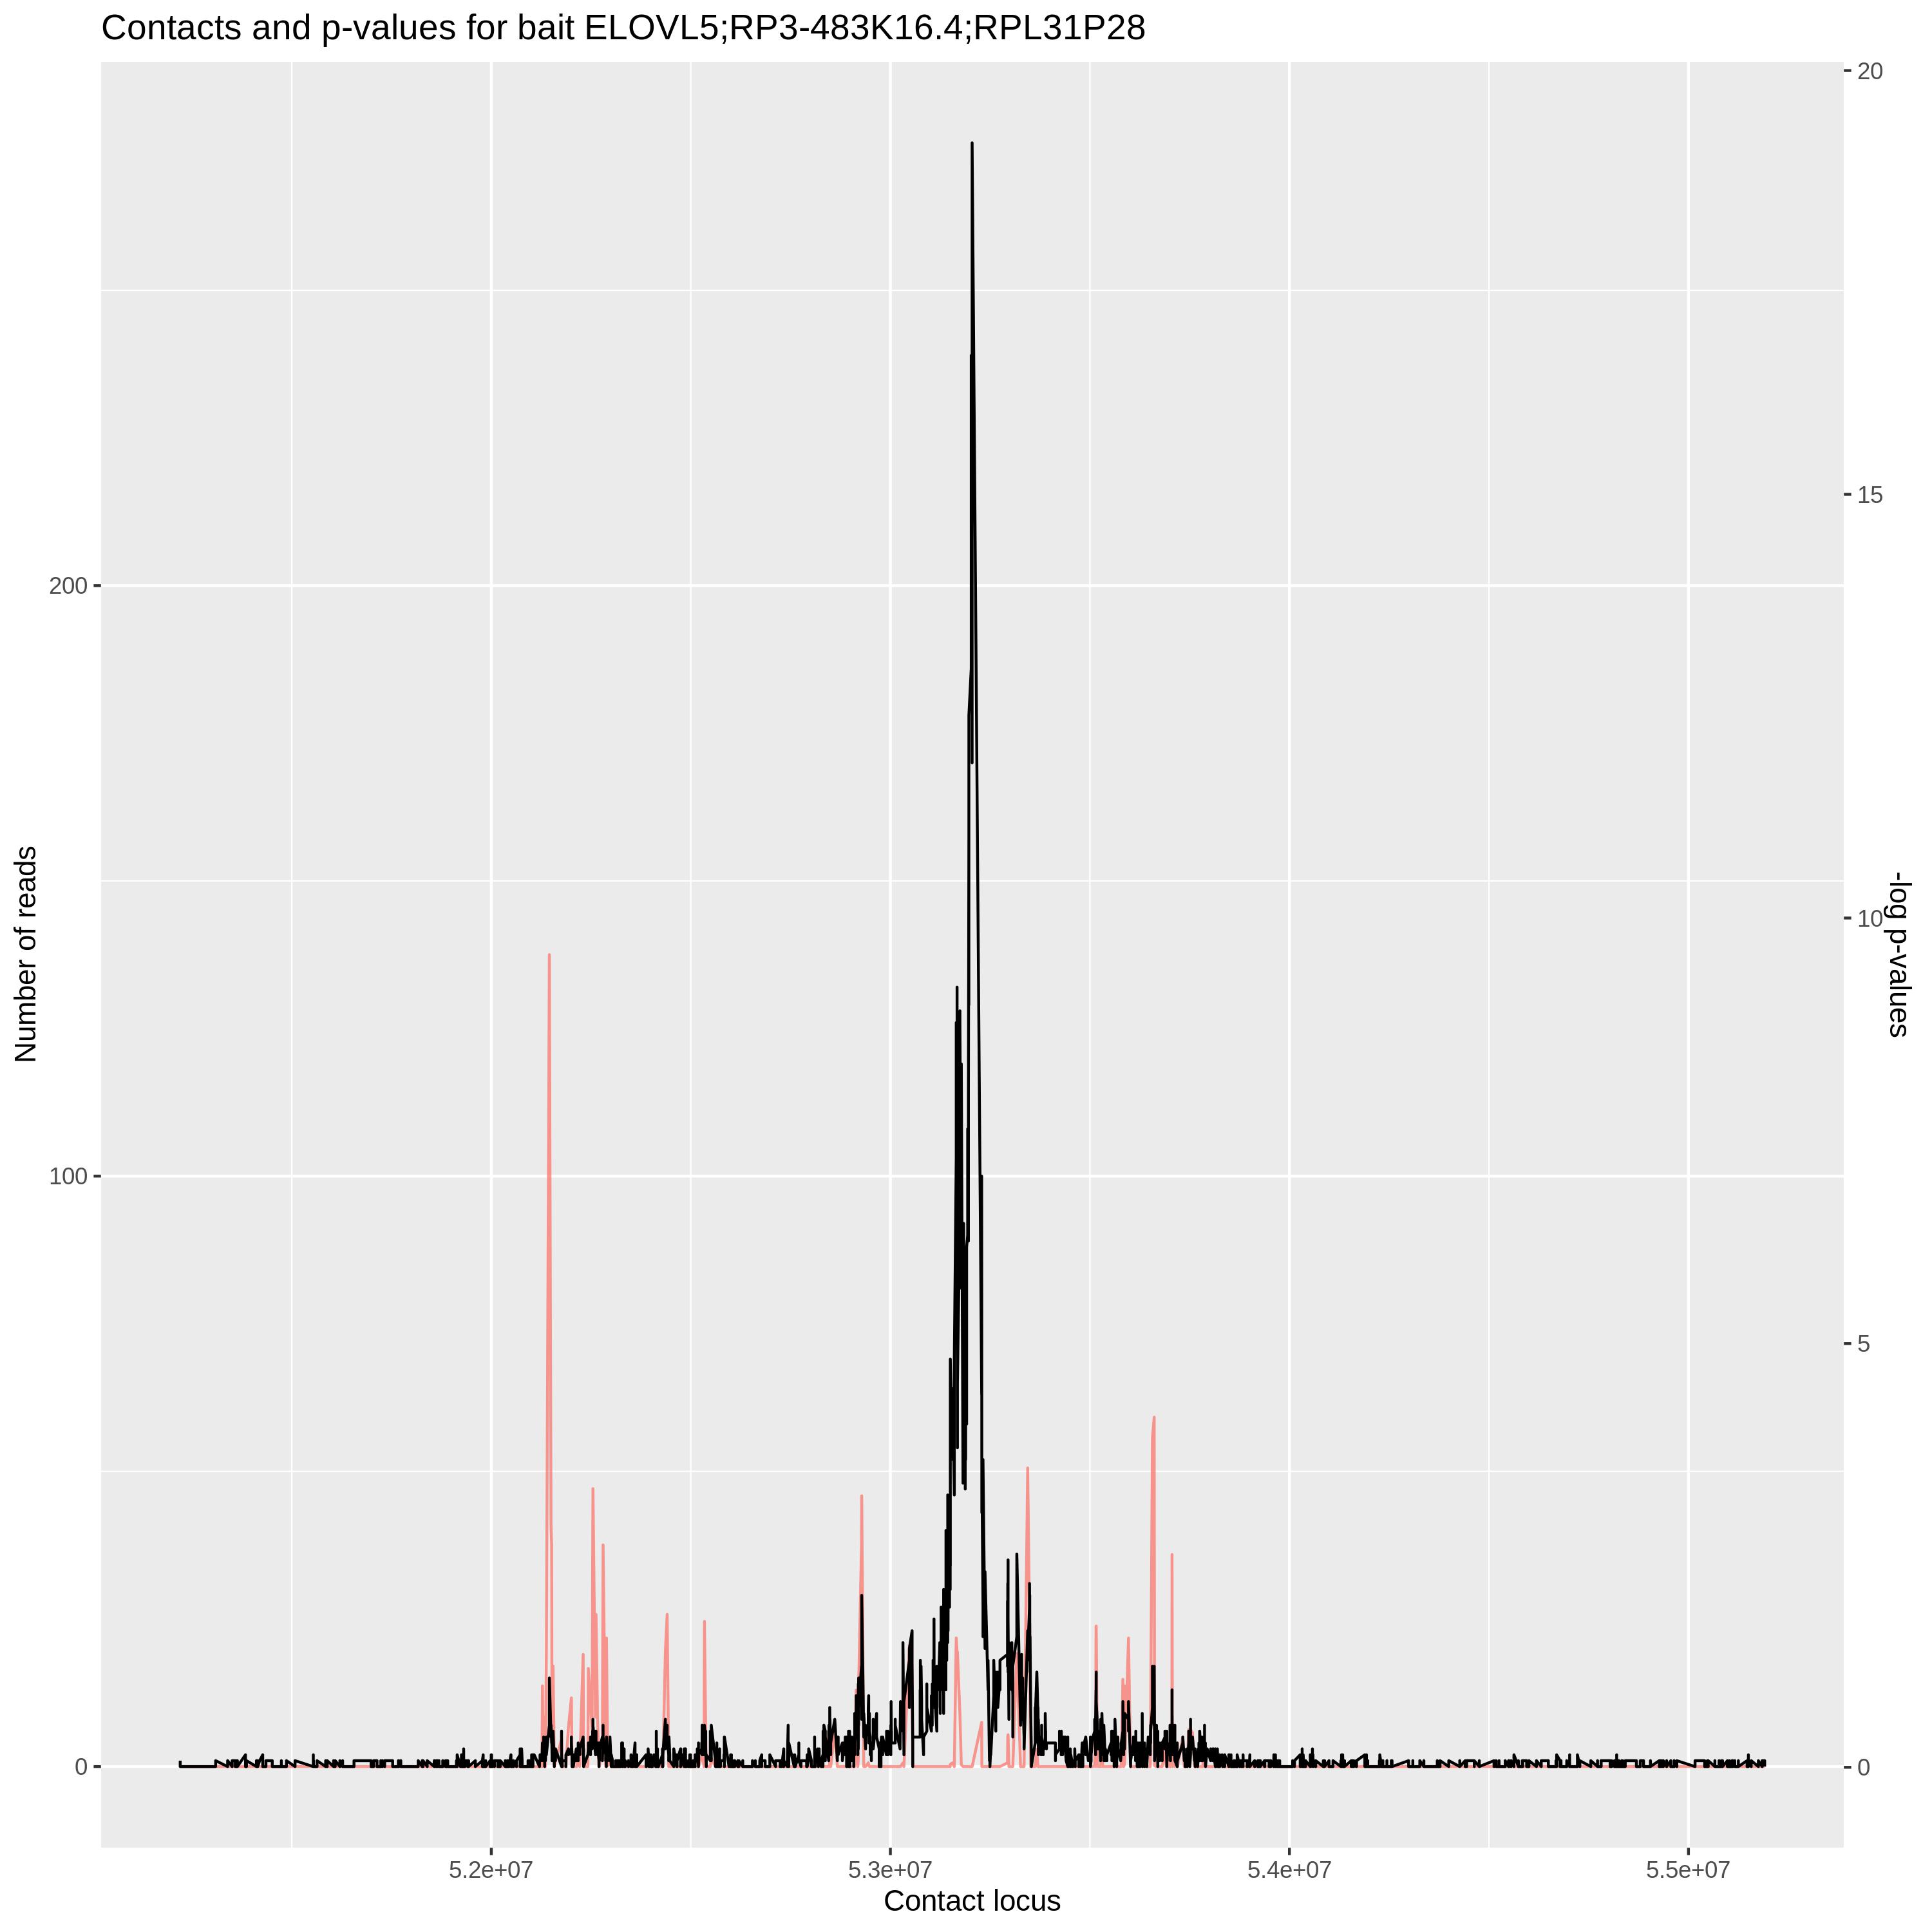 Contacts and p-values for bait ELOVL5;RP3-483K16.4;RPL31P28
Number of reads
200
100
0
20
15
10
5
0
-log p-values
5.2e+07 5.3e+07 5.4e+07 5.5e+07
Contact locus